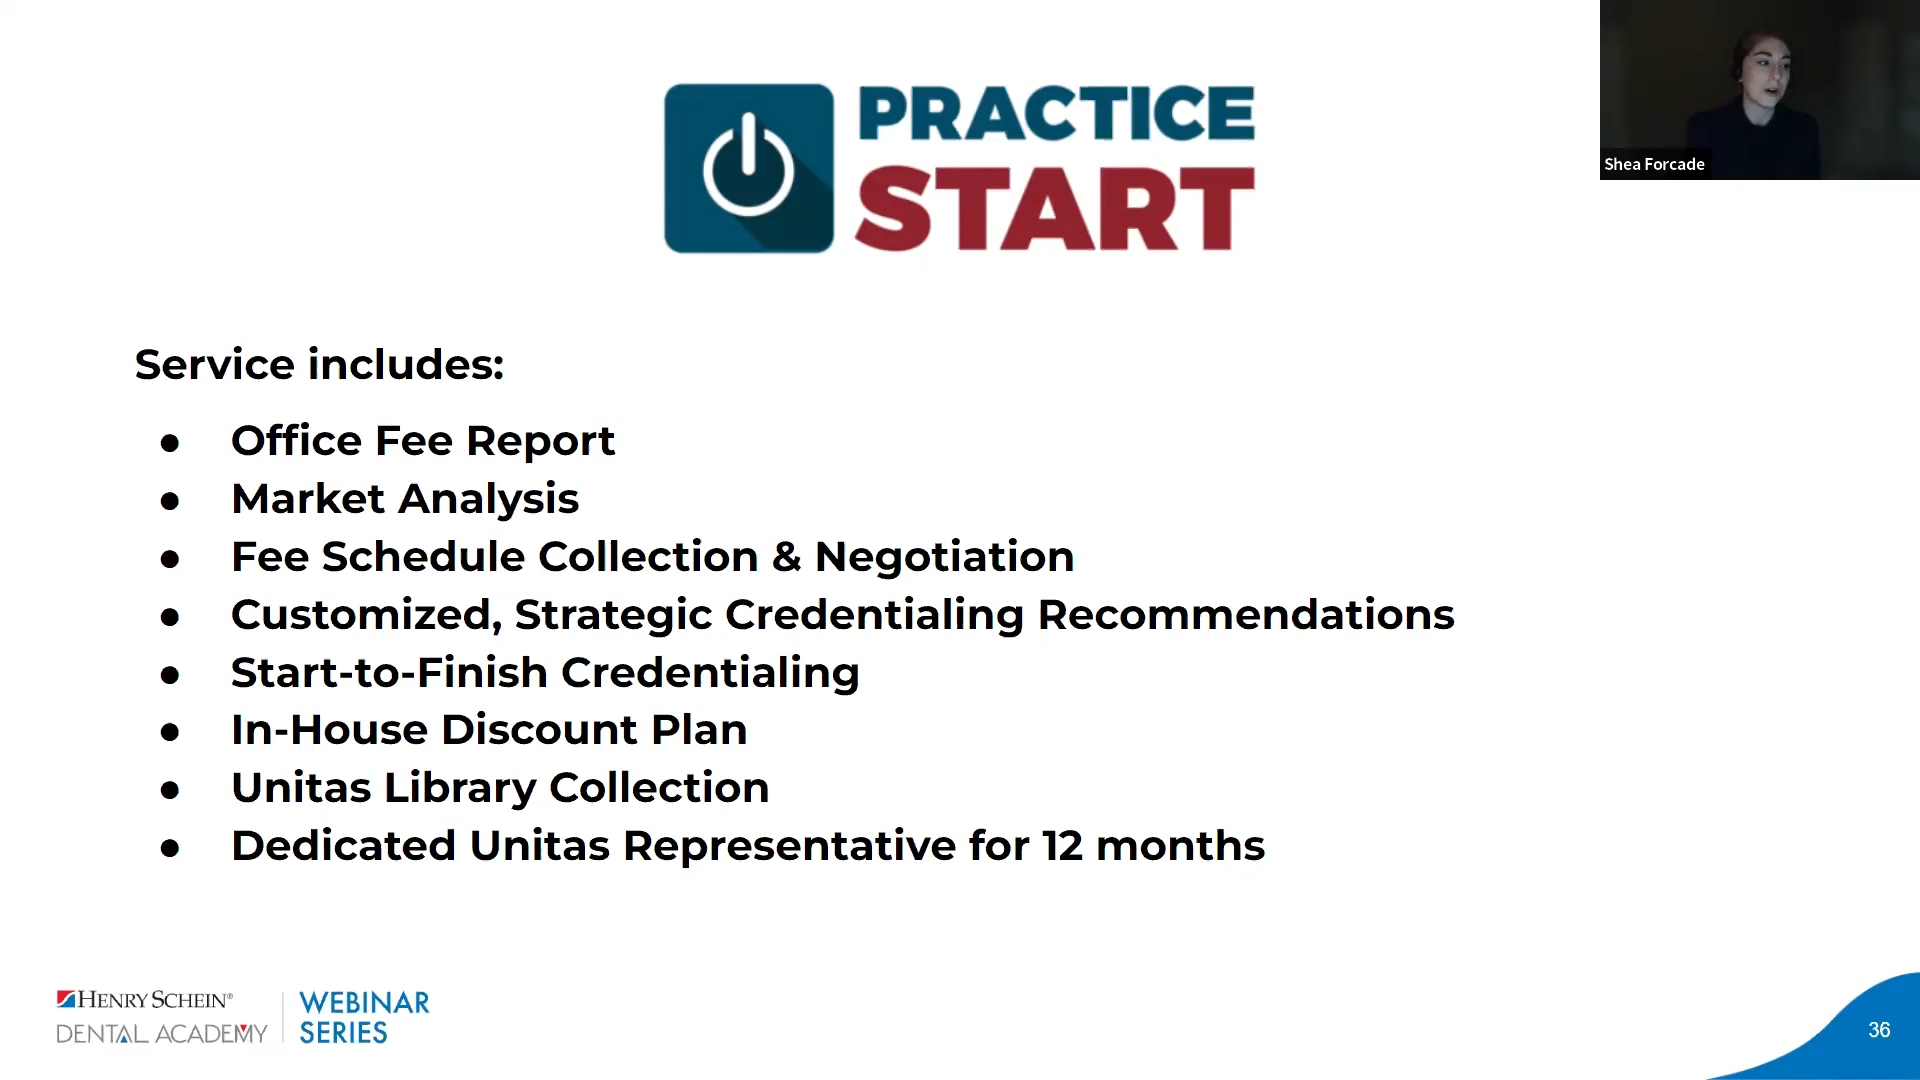 PRACTICE
START
Shea Forcade
Service includes:
● Office Fee Report
● Market Analysis
● Fee Schedule Collection & Negotiation
● Customized, Strategic Credentialing Recommendations
● Start-to-Finish Credentialing
● In-House Discount Plan
● Unitas Library Collection
● Dedicated Unitas Representative for 12 months
HENRY SCHEIN®
DENTAL ACADEMY
WEBINAR
SERIES
36